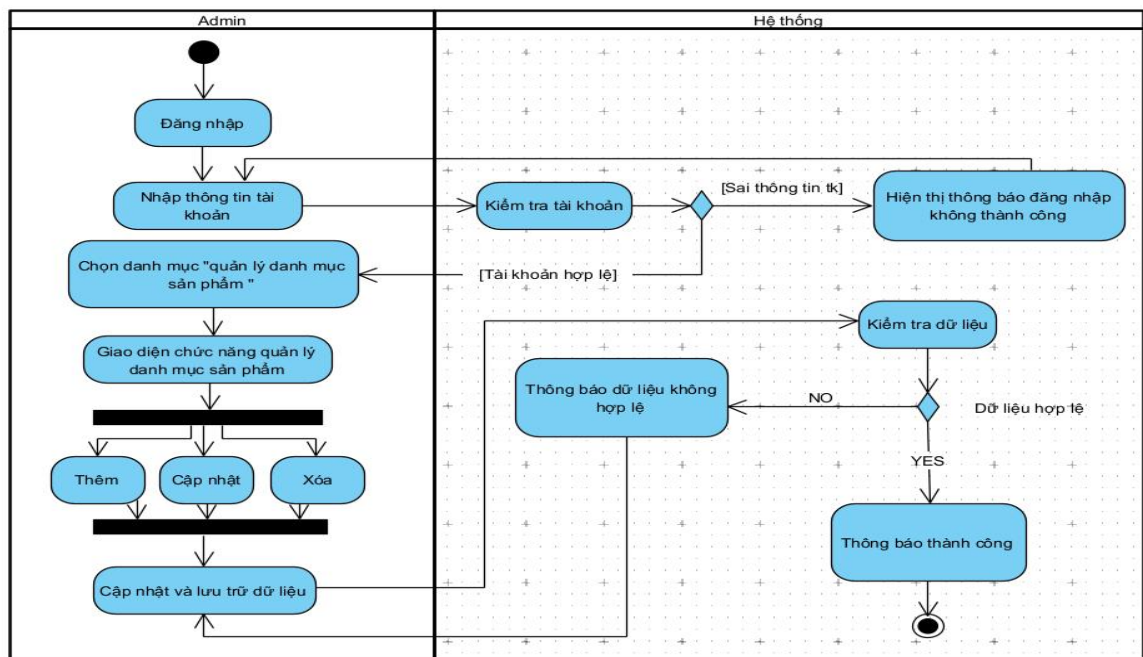 Admin
Hệ thống
Đăng nhập
Nhập thông tin tài
khoản
Kiểm tra tài khoản
[Sai thông tin tk]
Hiện thị thông báo đăng nhập
không thành công
Chọn danh mục "quản lý danh mục
sản phẩm "
[Tài khoản hợp lệ]
Giao diện chức năng quản lý
danh mục sản phẩm
Kiểm tra dữ liệu
Thông báo dữ liệu không
hợp lệ
NO
Dữ liệu hợp lệ
Thêm
Cập nhật
Xóa
YES
Thông báo thành công
Cập nhật và lưu trữ dữ liệu